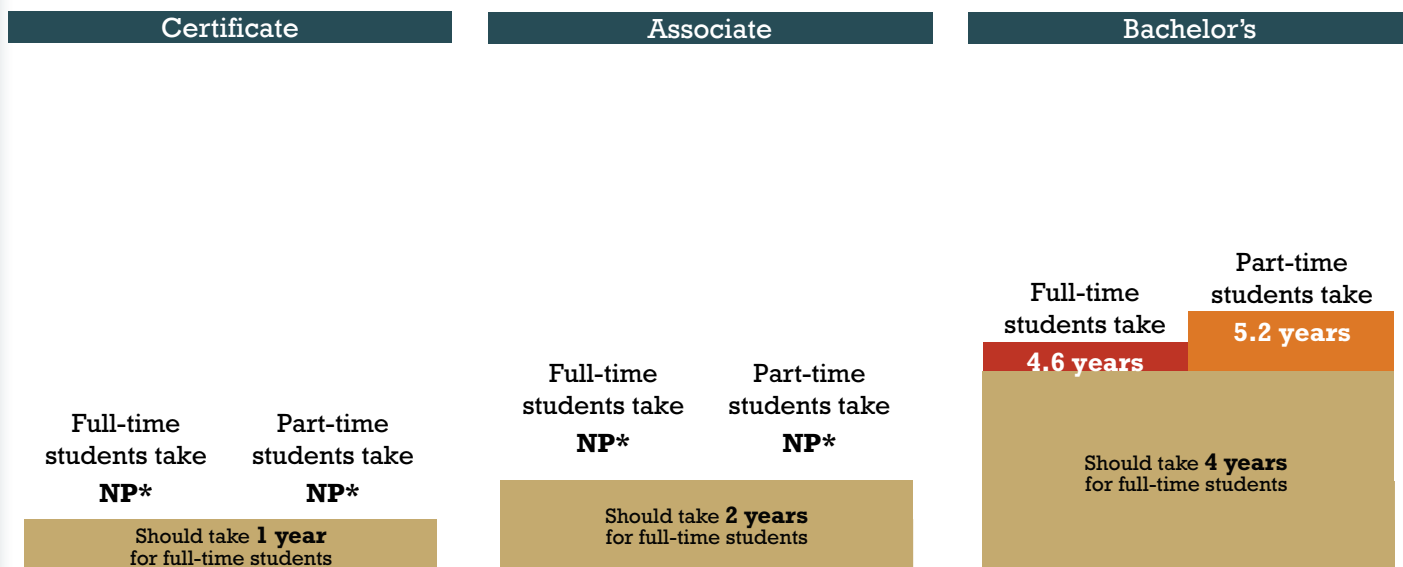 Certificate
Full-time
students take
NP*
Part-time
students take
NP*
Should take 1 year
for full-time students
Associate
Full-time
students take
NP*
Part-time
students take
NP*
Should take 2 years
for full-time students
Bachelor's
Full-time
students take
4.6 years
Part-time
students take
5.2 years
Should take 4 years
for full-time students